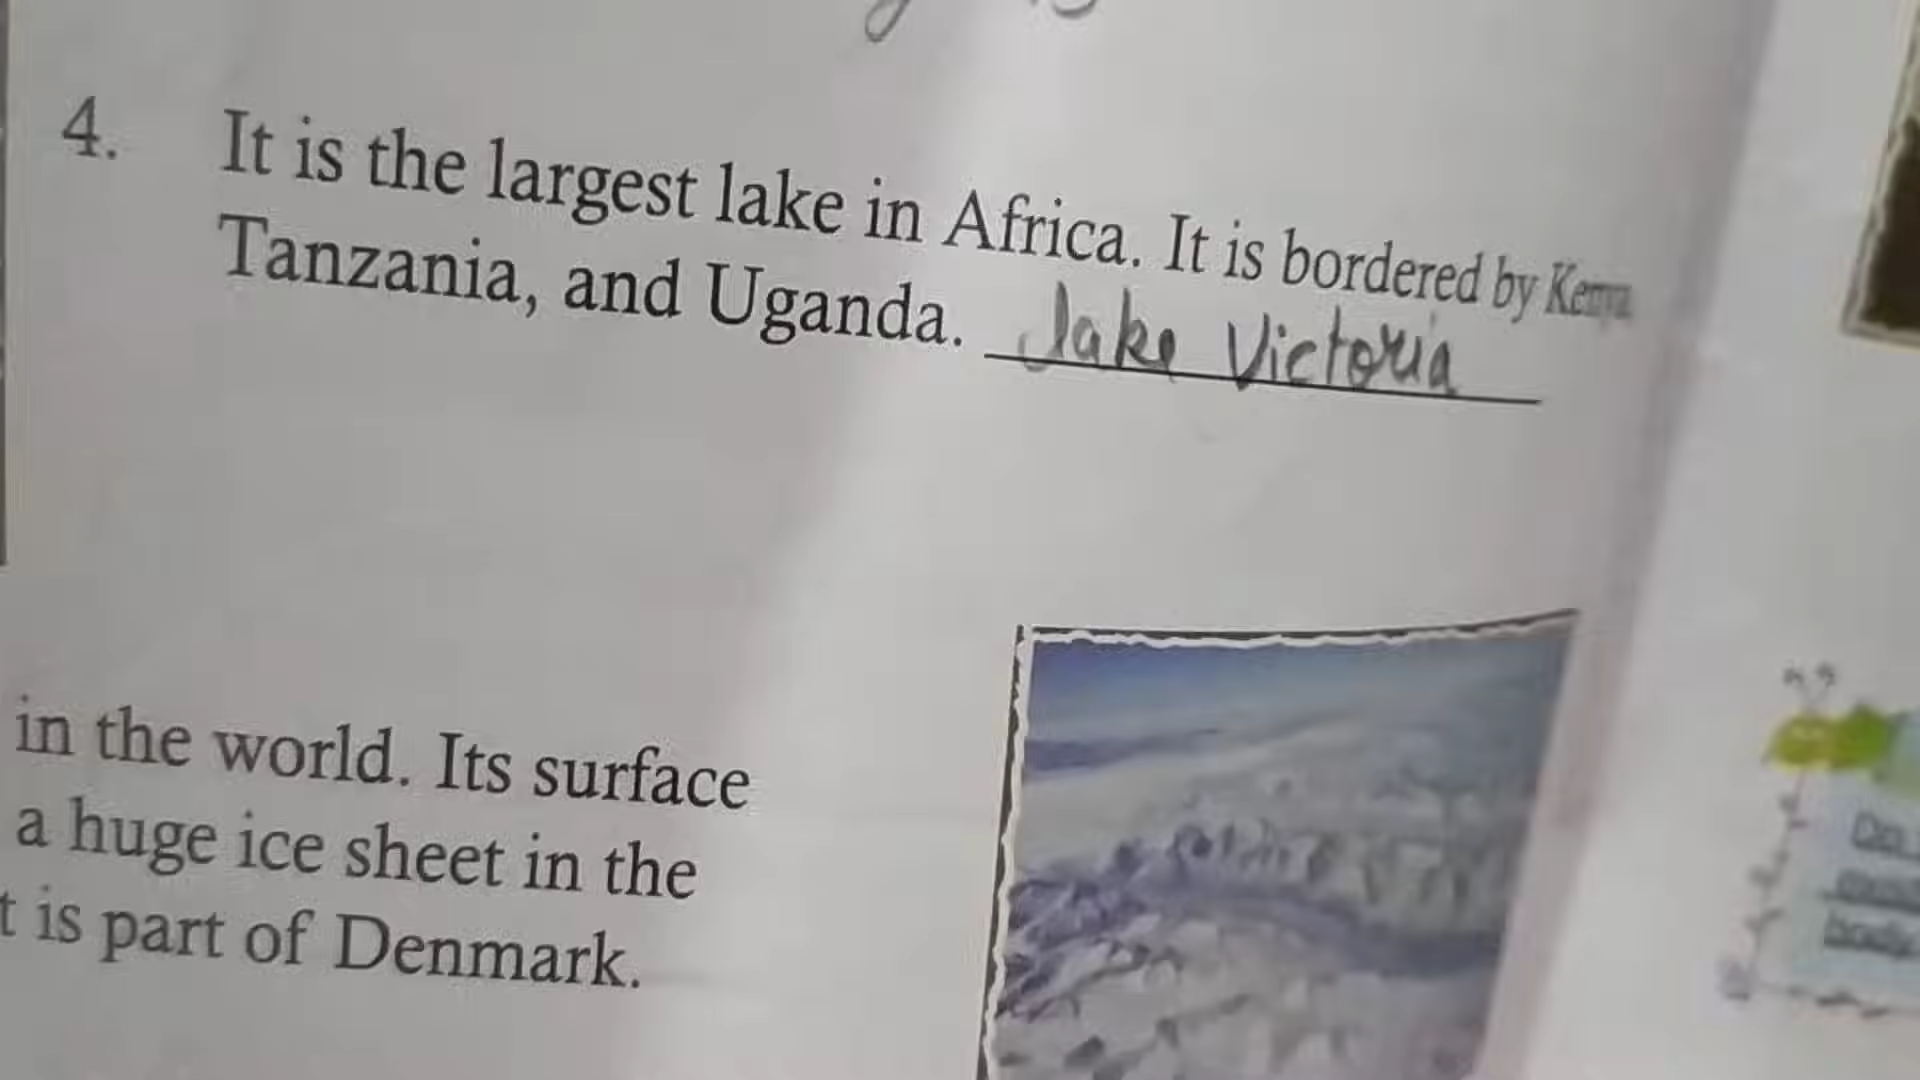 4. It is the largest lake in Africa. It is bordered by Kenya
Tanzania, and Uganda. lake Victoria
in the world. Its surface
a huge ice sheet in the
t is part of Denmark.